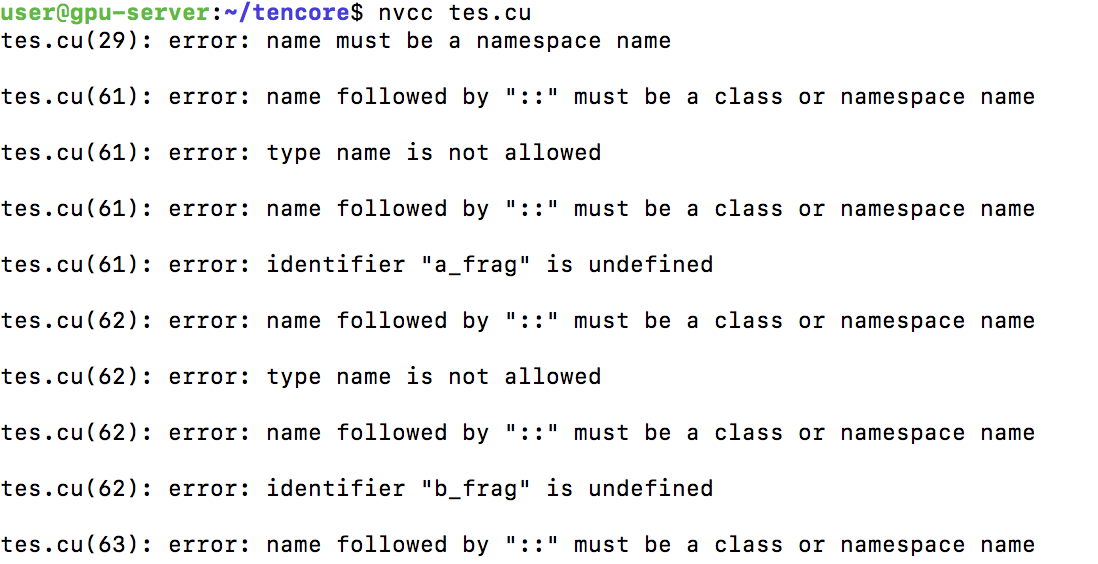 user@gpu-server:~/tencore$ nvcc tes.cu
tes.cu(29): error: name must be a namespace name
tes.cu(61): error: name followed by "::" must be a class or namespace name
tes.cu(61): error: type name is not allowed
tes.cu(61): error: name followed by "::" must be a class or namespace name
tes.cu(61): error: identifier "a_frag" is undefined
tes.cu(62): error: name followed by "::" must be a class or namespace name
tes.cu(62): error: type name is not allowed
tes.cu(62): error: name followed by "::" must be a class or namespace name
tes.cu(62): error: identifier "b_frag" is undefined
tes.cu(63): error: name followed by "::" must be a class or namespace name